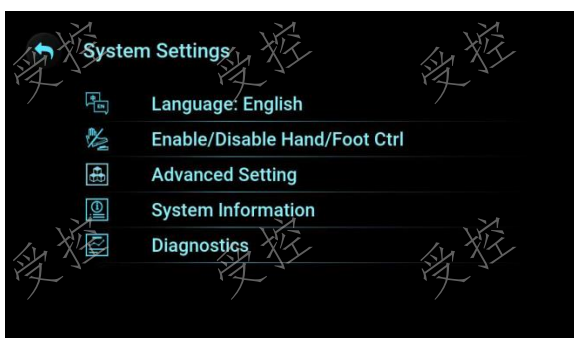 System Settings
Language: English
EN
Enable/Disable Hand/Foot Ctrl
Advanced Setting
System Information
Diagnostics
受控
受控
受控
受控
受控
受控